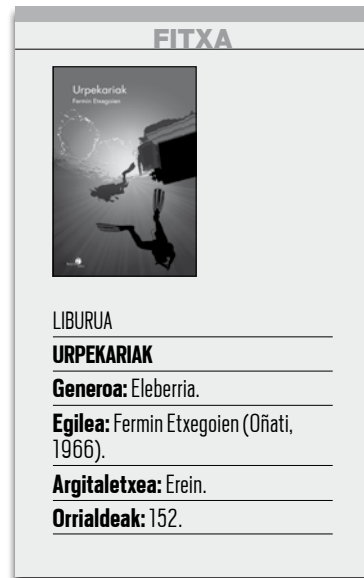 FITXA
Urpekariak
Fermin Etxegoien
LIBURUA
URPEKARIAK
Generoa: Eleberria.
Egilea: Fermin Etxegoien (Oñati,
1966).
Argitaletxea: Erein.
Orrialdeak: 152.